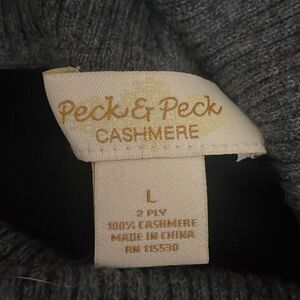 Peck & Peck
CASHMERE
L
2 PLY
100% CASHMERE
MADE IN CHINA
RN 115530